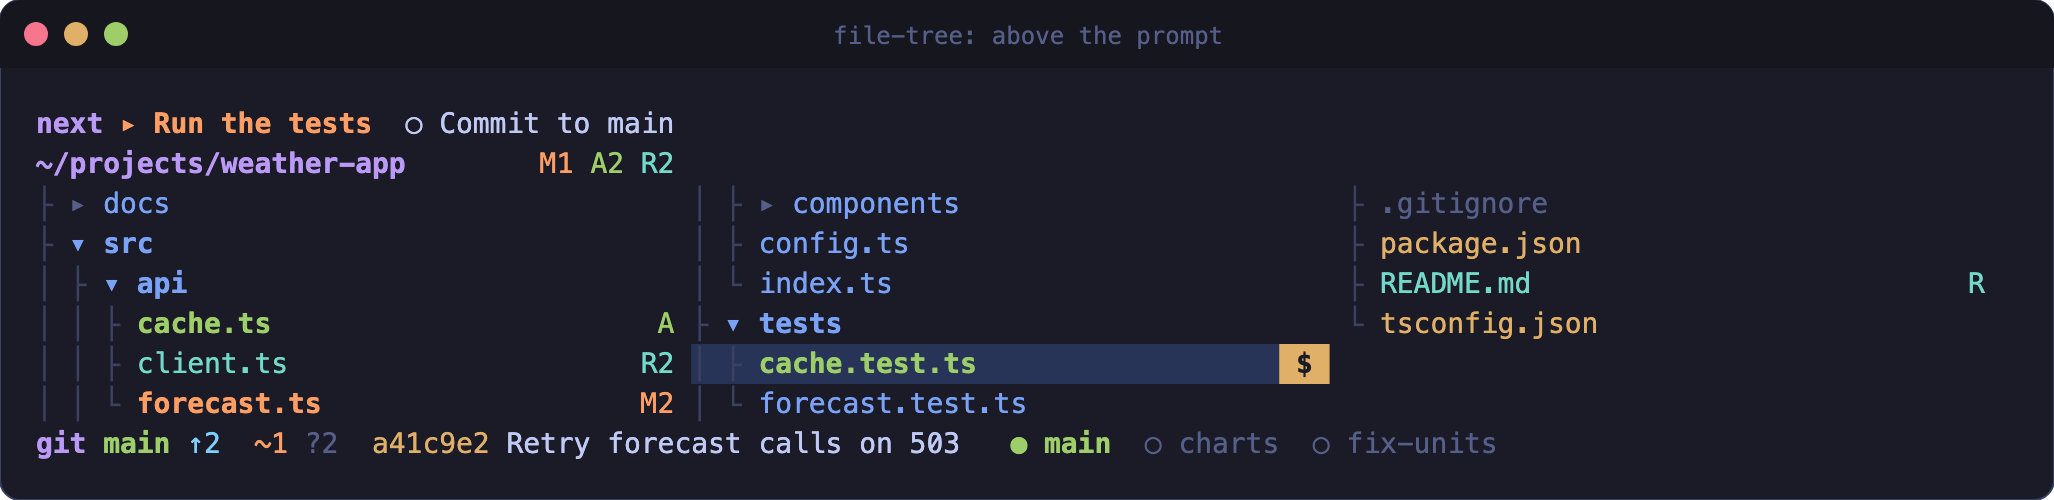 file-tree: above the prompt
next ▸ Run the tests ○ Commit to main
~/projects/weather-app M1 A2 R2
▸ docs
▾ src
▾ api
cache.ts A
client.ts R2
forecast.ts M2
▸ components
config.ts
index.ts
▾ tests
cache.test.ts $
forecast.test.ts
.gitignore
package.json
README.md R
tsconfig.json
git main ↑2 ~1 ?2 a41c9e2 Retry forecast calls on 503 ● main ○ charts ○ fix-units